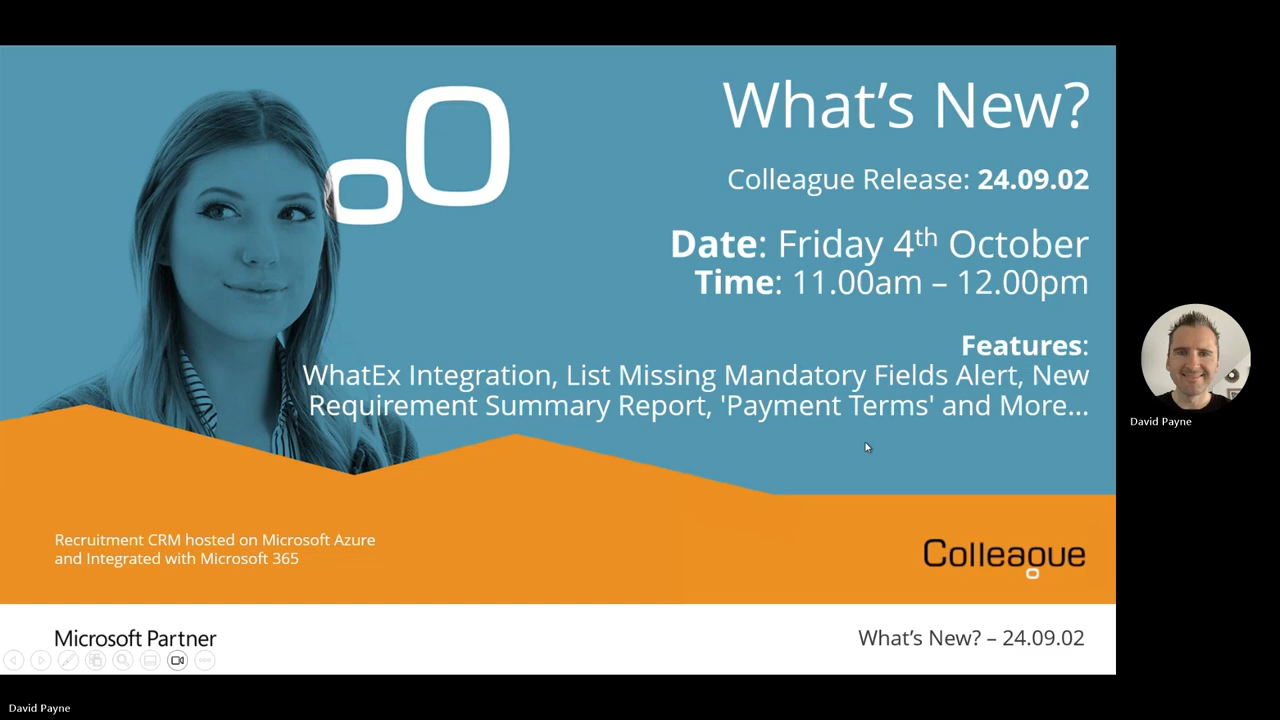 What's New?
Colleague Release: 24.09.02
Date: Friday 4th October
Time: 11.00am – 12.00pm
Features:
WhatEx Integration, List Missing Mandatory Fields Alert, New
Requirement Summary Report, 'Payment Terms' and More...
David Payne
Recruitment CRM hosted on Microsoft Azure
and Integrated with Microsoft 365
Colleague
Microsoft Partner
What's New? – 24.09.02
David Payne